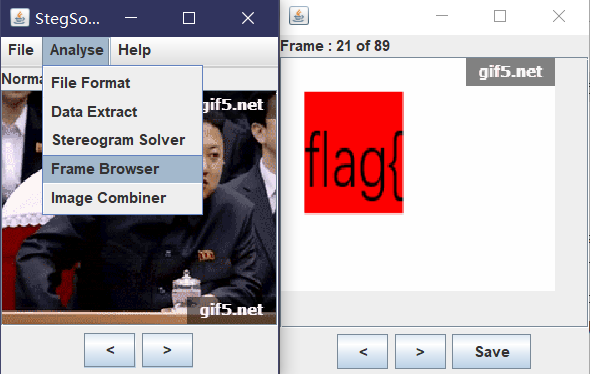 StegSo...
File Analyse Help
Norma
File Format
Data Extract
Stereogram Solver
Frame Browser
Image Combiner
gif5.net
gif5.net
< >
Frame : 21 of 89
gif5.net
flag{
< > Save